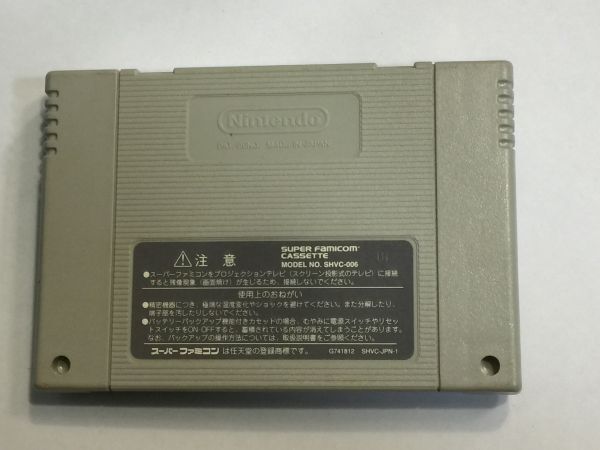 Nintendo
PAT. PEND. MADE IN JAPAN
注意
SUPER FAMICOM
CASSETTE
MODEL NO. SHVC-006
●スーパーファミコンをプロジェクションテレビ（スクリーン投影式のテレビ）に接続
すると残像現象（画面焼け）が生じるため、接続しないでください。
使用上のおねがい
●精密機器につき、極端な温度変化やショックを避けてください。また分解したり、
端子部を汚したりしないでください。
●バッテリーバックアップ機能付きカセットの場合、むやみに電源スイッチやリセッ
トスイッチをON・OFFすると、蓄積されている内容が消えてしまうことがあります。
なお、バックアップの操作方法については、取扱説明書をご参照ください。
スーパーファミコンは任天堂の登録商標です。 G741812 SHVC-JPN-1